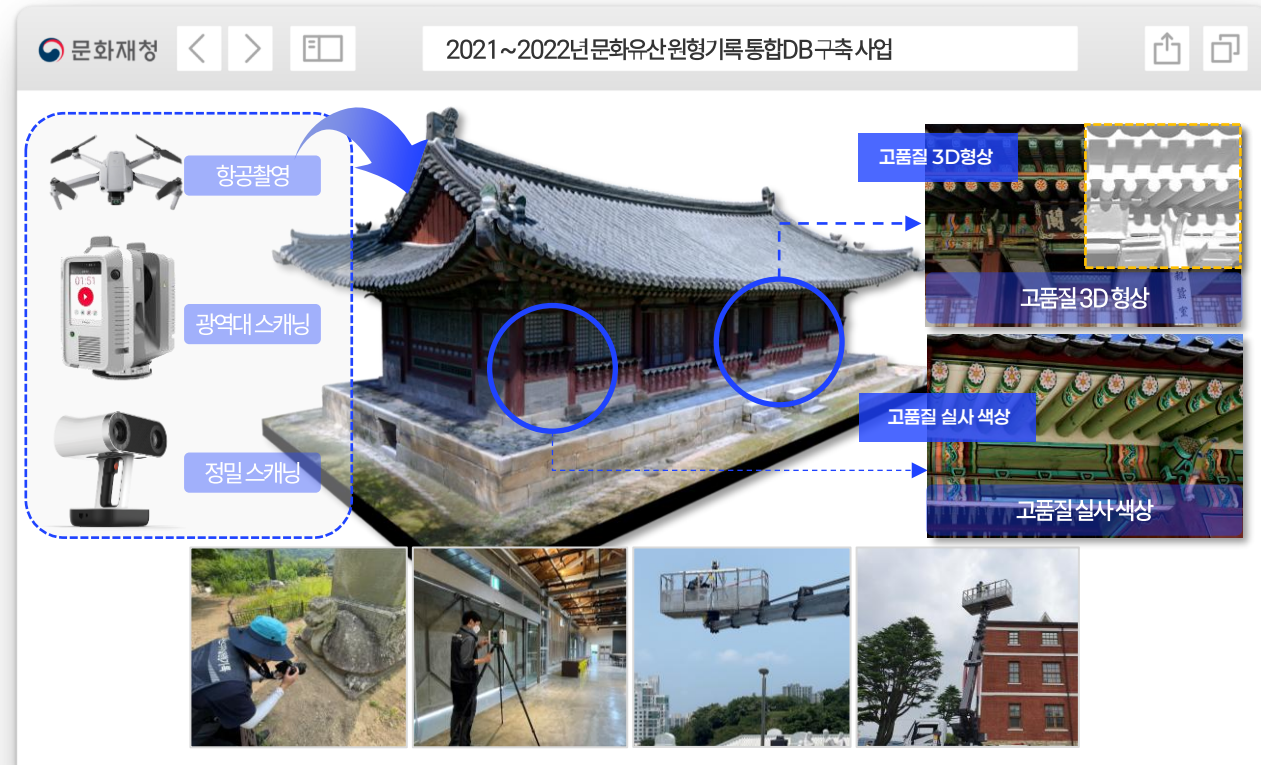 문화재청
2021~2022년 문화유산 원형기록 통합DB 구축 사업
항공촬영
01:51
광역대 스캐닝
정밀 스캐닝
고품질 3D형상
고품질 3D 형상
고품질 실사 색상
고품질 실사 색상